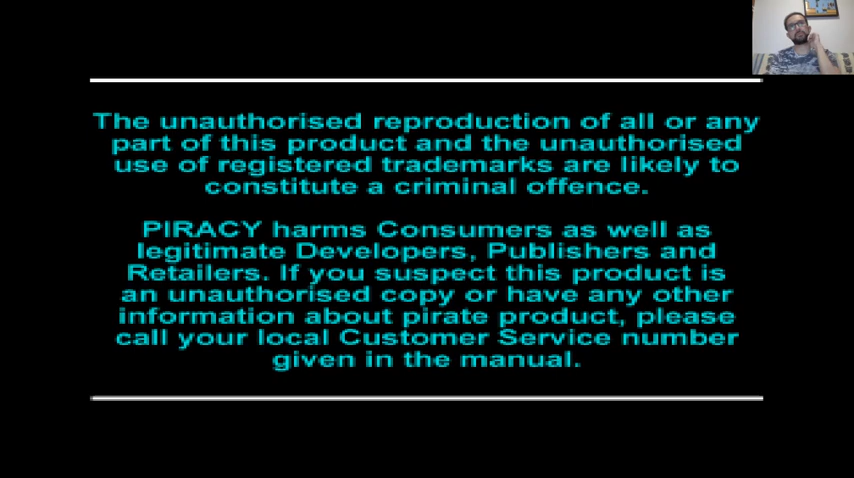 The unauthorised reproduction of all or any
part of this product and the unauthorised
use of registered trademarks are likely to
constitute a criminal offence.
PIRACY harms Consumers as well as
legitimate Developers, Publishers and
Retailers. If you suspect this product is
an unauthorised copy or have any other
information about pirate product, please
call your local Customer Service number
given in the manual.